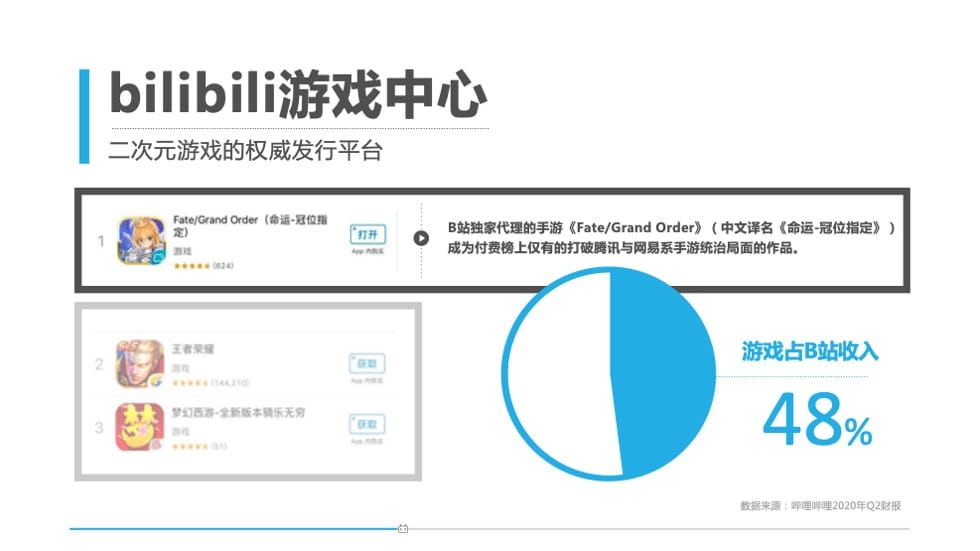 bilibili游戏中心
二次元游戏的权威发行平台
1
Fate/Grand Order（命运-冠位指
定）
游戏
★★★★★ (624)
+
打开
App 内购买
B站独家代理的手游《Fate/Grand Order》（中文译名《命运-冠位指定》）
成为付费榜上仅有的打破腾讯与网易系手游统治局面的作品。
2
王者荣耀
游戏
★★★★★ (144,210)
+
获取
App 内购买
3
梦幻西游-全新版本骑乐无穷
游戏
★★★★★ (51)
+
获取
App 内购买
游戏占B站收入
48%
数据来源：哔哩哔哩2020年Q2财报